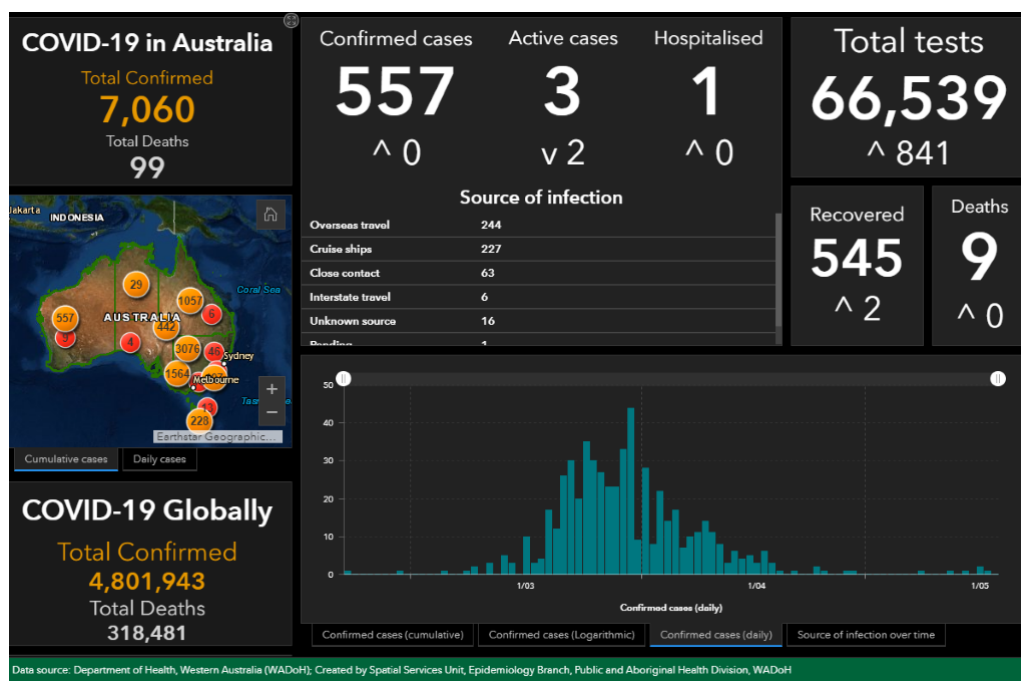 COVID-19 in Australia
Total Confirmed
7,060
Total Deaths
99
Confirmed cases
557
^ 0
Active cases
3
v 2
Hospitalised
1
^ 0
Total tests
66,539
^ 841
Source of infection
Overseas travel 244
Cruise ships 227
Close contact 63
Interstate travel 6
Unknown source 16
Pending 1
Recovered
545
^ 2
Deaths
9
^ 0
Jakarta
INDONESIA
29
1057
Coral Sea
557
AUSTRALIA
6
442
9
4
3076
46
Sydney
1564
Melbourne
13
228
+
−
Earthstar Geographic...
Cumulative cases
Daily cases
COVID-19 Globally
Total Confirmed
4,801,943
Total Deaths
318,481
50
40
30
20
10
0
1/03
1/04
1/05
Confirmed cases (daily)
Confirmed cases (cumulative)
Confirmed cases (Logarithmic)
Confirmed cases (daily)
Source of infection over time
Data source: Department of Health, Western Australia (WADoH); Created by Spatial Services Unit, Epidemiology Branch, Public and Aboriginal Health Division, WADoH